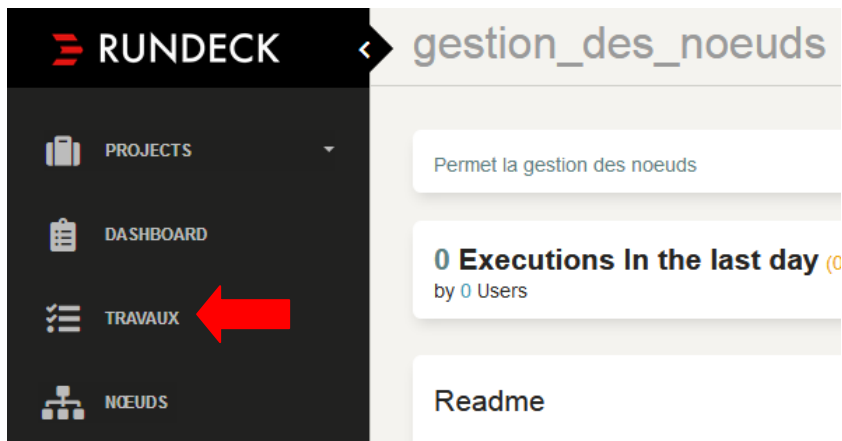 RUNDECK
gestion_des_noeuds
PROJECTS
DASHBOARD
TRAVAUX
NŒUDS
Permet la gestion des noeuds
0 Executions In the last day (0
by 0 Users
Readme